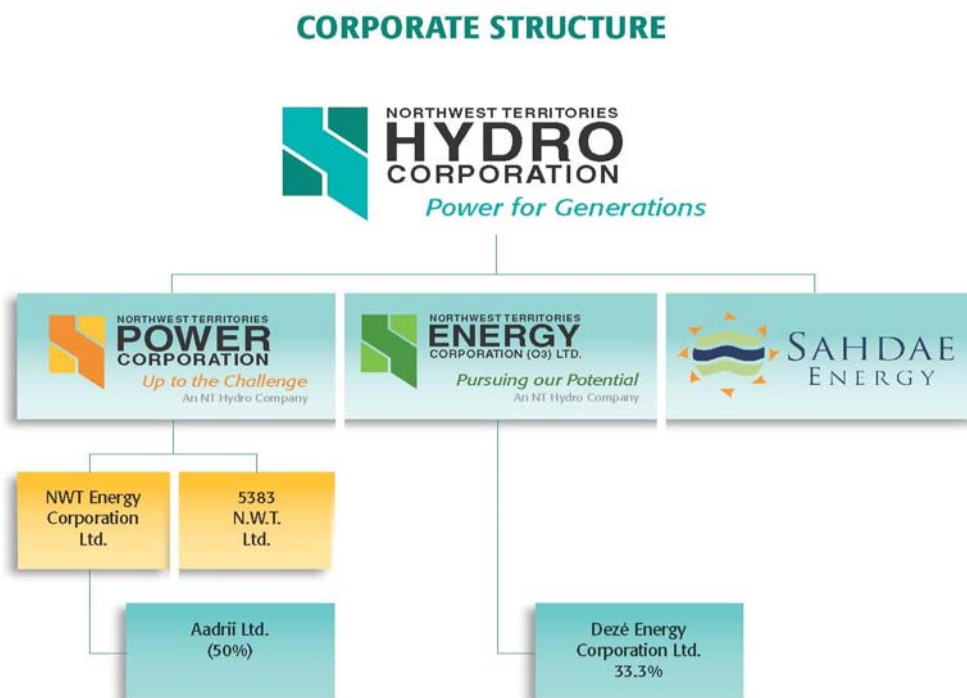 CORPORATE STRUCTURE
NORTHWEST TERRITORIES
HYDRO
CORPORATION
Power for Generations
NORTHWEST TERRITORIES
POWER
CORPORATION
Up to the Challenge
An NT Hydro Company
NORTHWEST TERRITORIES
ENERGY
CORPORATION (03) LTD.
Pursuing our Potential
An NT Hydro Company
SAHDAE
ENERGY
NWT Energy
Corporation
Ltd.
5383
N.W.T.
Ltd.
Aadrii Ltd.
(50%)
Dezé Energy
Corporation Ltd.
33.3%